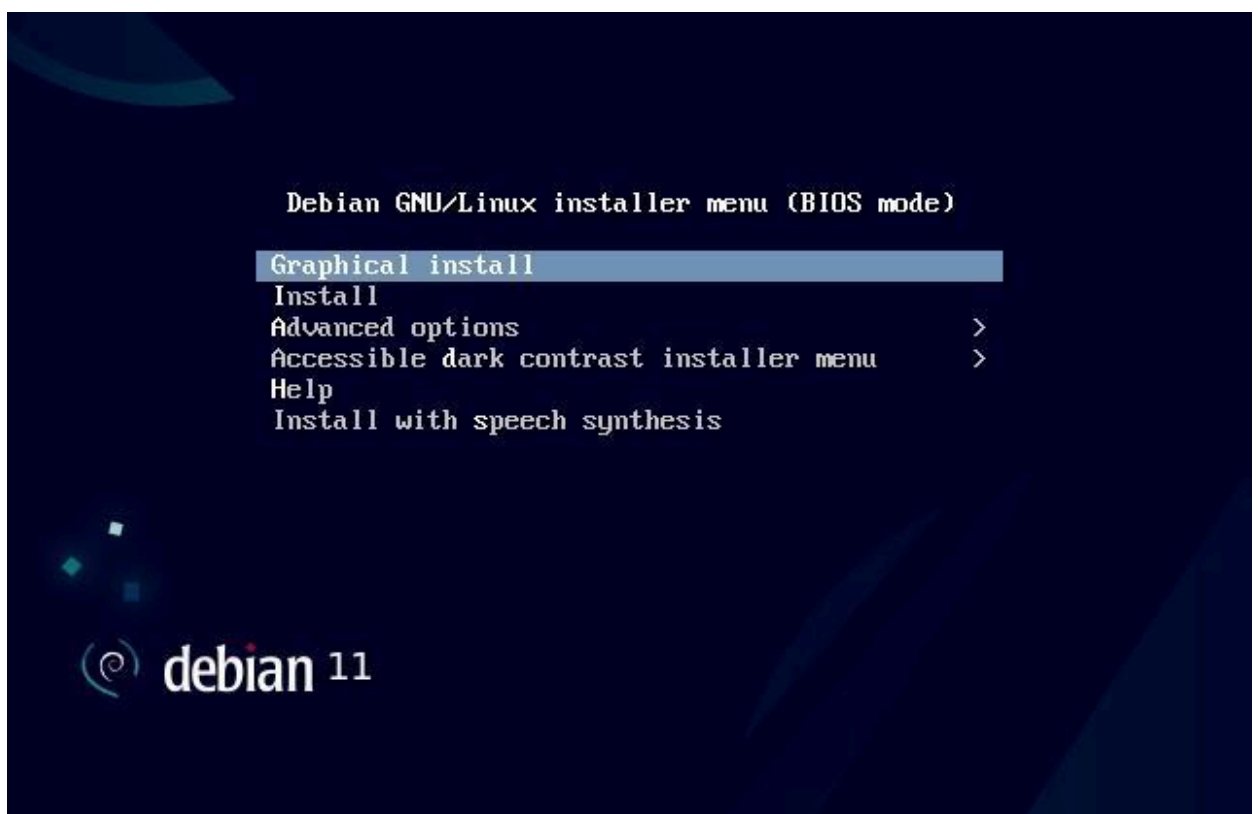 Debian GNU/Linux installer menu (BIOS mode)
Graphical install
Install
Advanced options >
Accessible dark contrast installer menu >
Help
Install with speech synthesis
debian 11